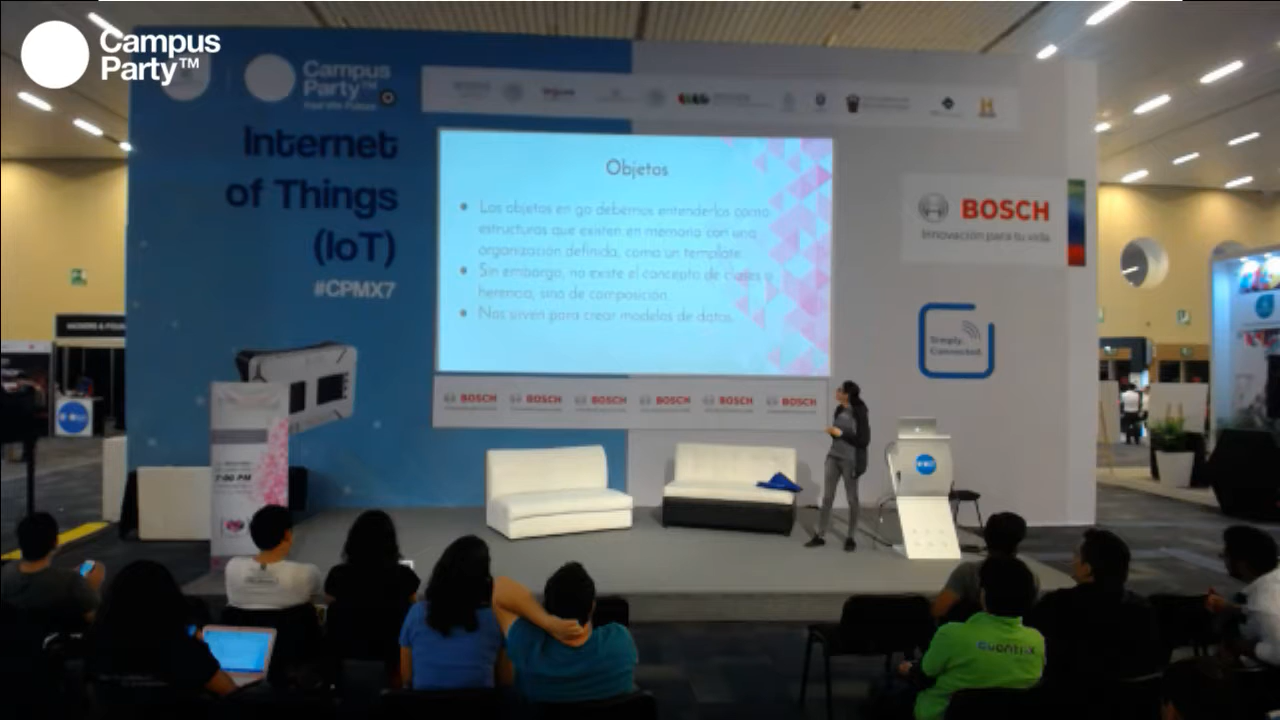 Campus
Party™
Campus
Party™
Internet
of Things
(IoT)
#CPMX7
Objetos
Los objetos en go debemos entenderlos como
estructuras que existen en memoria con una
organización definida, como un template.
Sin embargo, no existe el concepto de clases o
herencia, sino de composición.
Nos sirven para crear modelos de datos.
BOSCH
Innovación para tu vida
Simply
Connected.
BOSCH BOSCH BOSCH BOSCH BOSCH BOSCH
7:00 PM